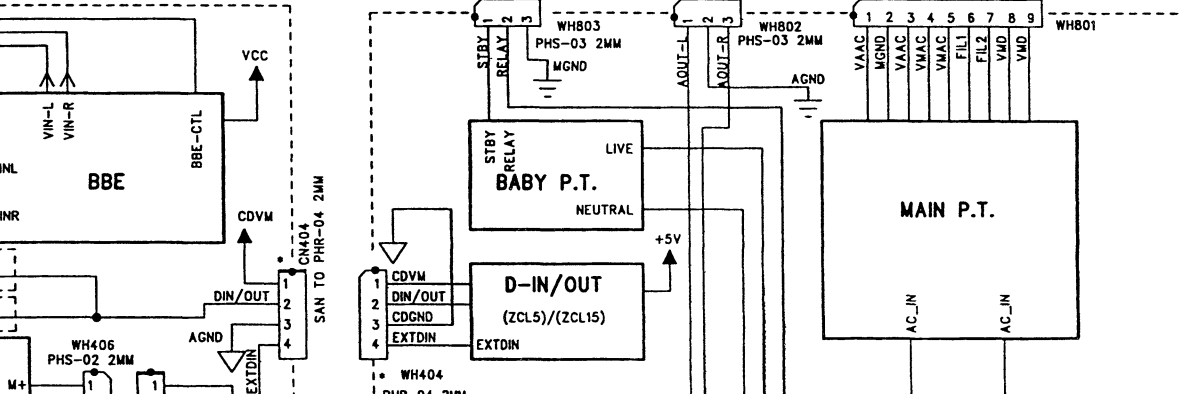 VCC
VIN-L
VIN-R
BBE-CTL
INL
BBE
INR
CDVM
* CN404
SAN TO PHR-04 2MM
1
DIN/OUT 2
3
AGND 4
EXTDIN
WH406
PHS-02 2MM
M+
1
1
1 2 3
WH803
PHS-03 2MM
STBY
RELAY
MGND
1 2 3
WH802
PHS-03 2MM
AOUT-L
AOUT-R
AGND
1 2 3 4 5 6 7 8 9
WH801
VAAC
MGND
VAAC
VMAC
VMAC
FIL1
FIL2
VMD
VMD
STBY
RELAY
LIVE
BABY P.T.
NEUTRAL
MAIN P.T.
AC_IN
AC_IN
+5V
1 CDVM
2 DIN/OUT
3 CDGND
4 EXTDIN
D-IN/OUT
(ZCL5)/(ZCL15)
EXTDIN
* WH404
PHR-04 2MM